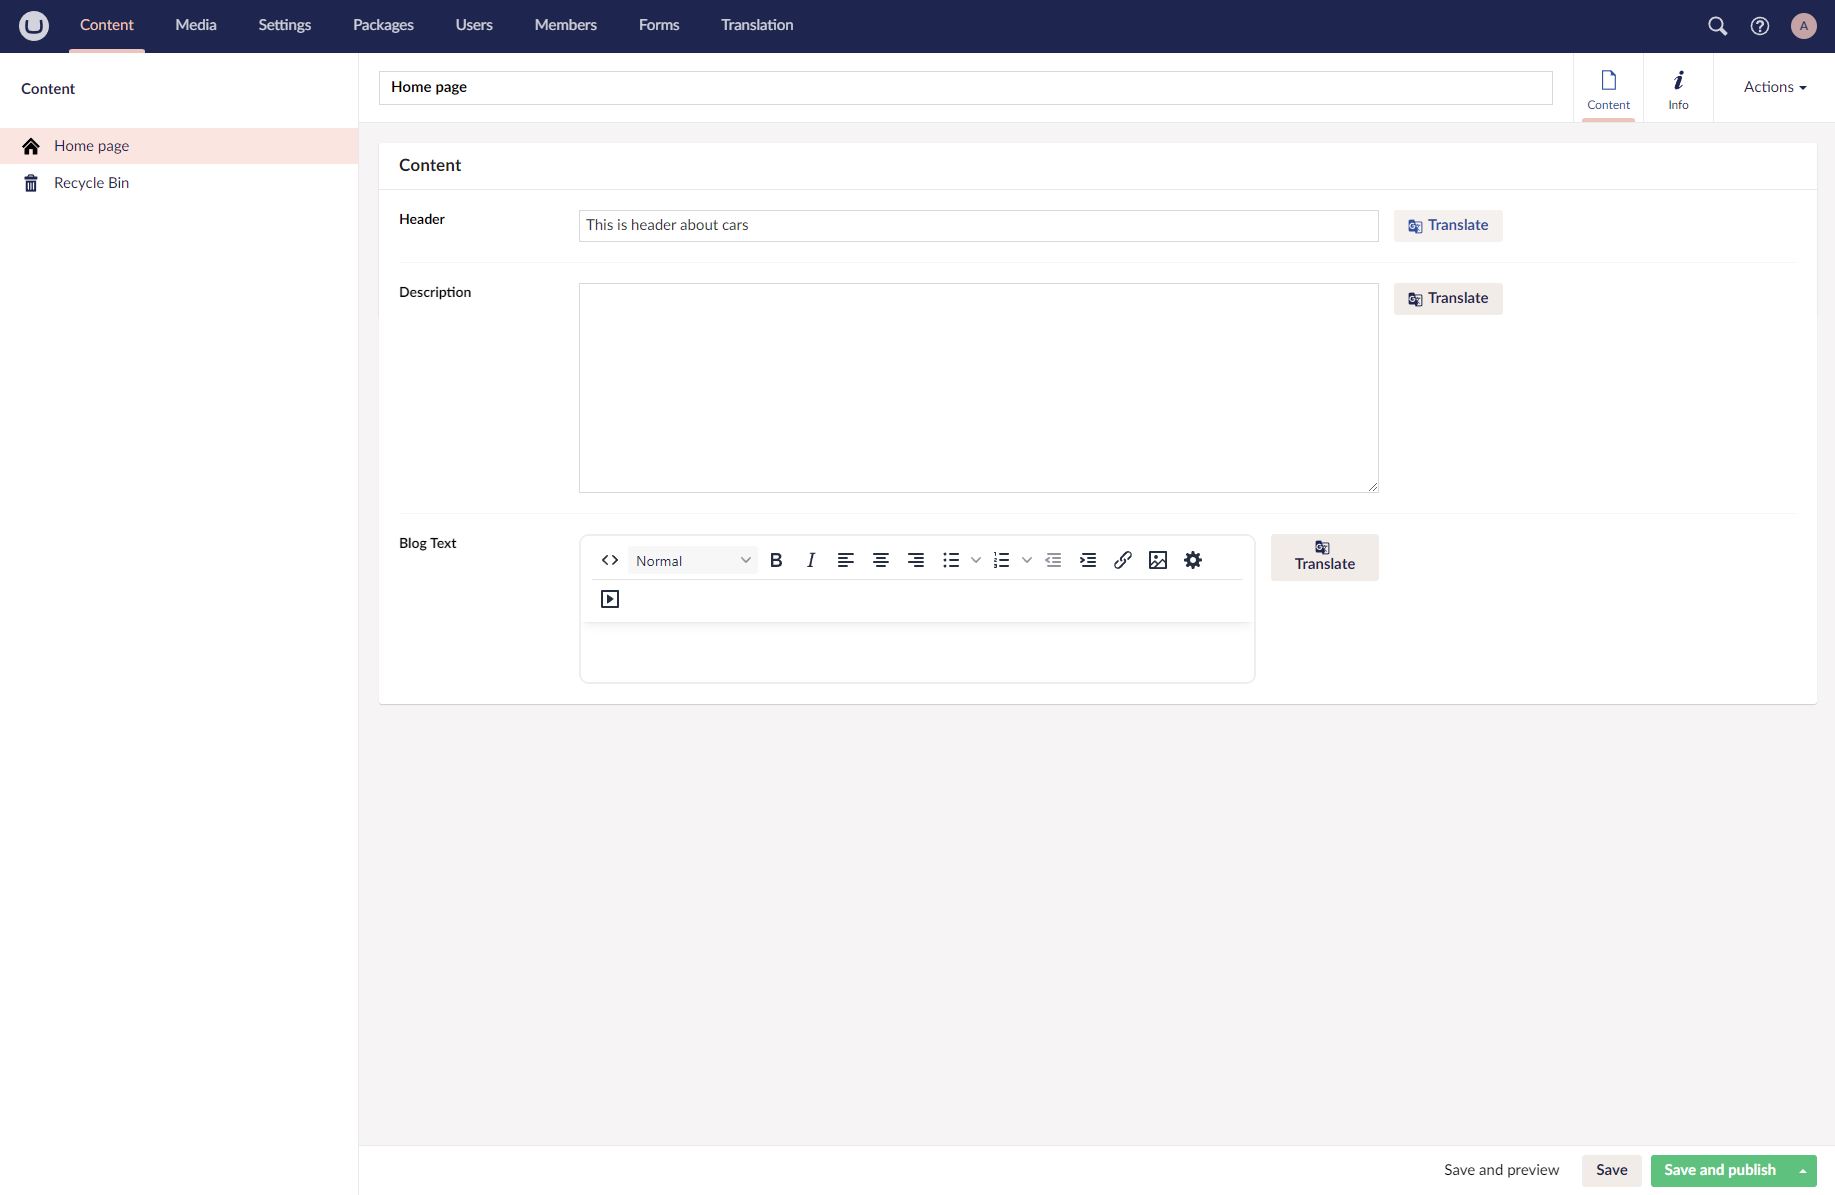 Content Media Settings Packages Users Members Forms Translation
A
Content
Home page
Recycle Bin
Home page
Content
Info
Actions
Content
Header
This is header about cars
Translate
Description
Translate
Blog Text
Normal
B I
Translate
Save and preview
Save
Save and publish